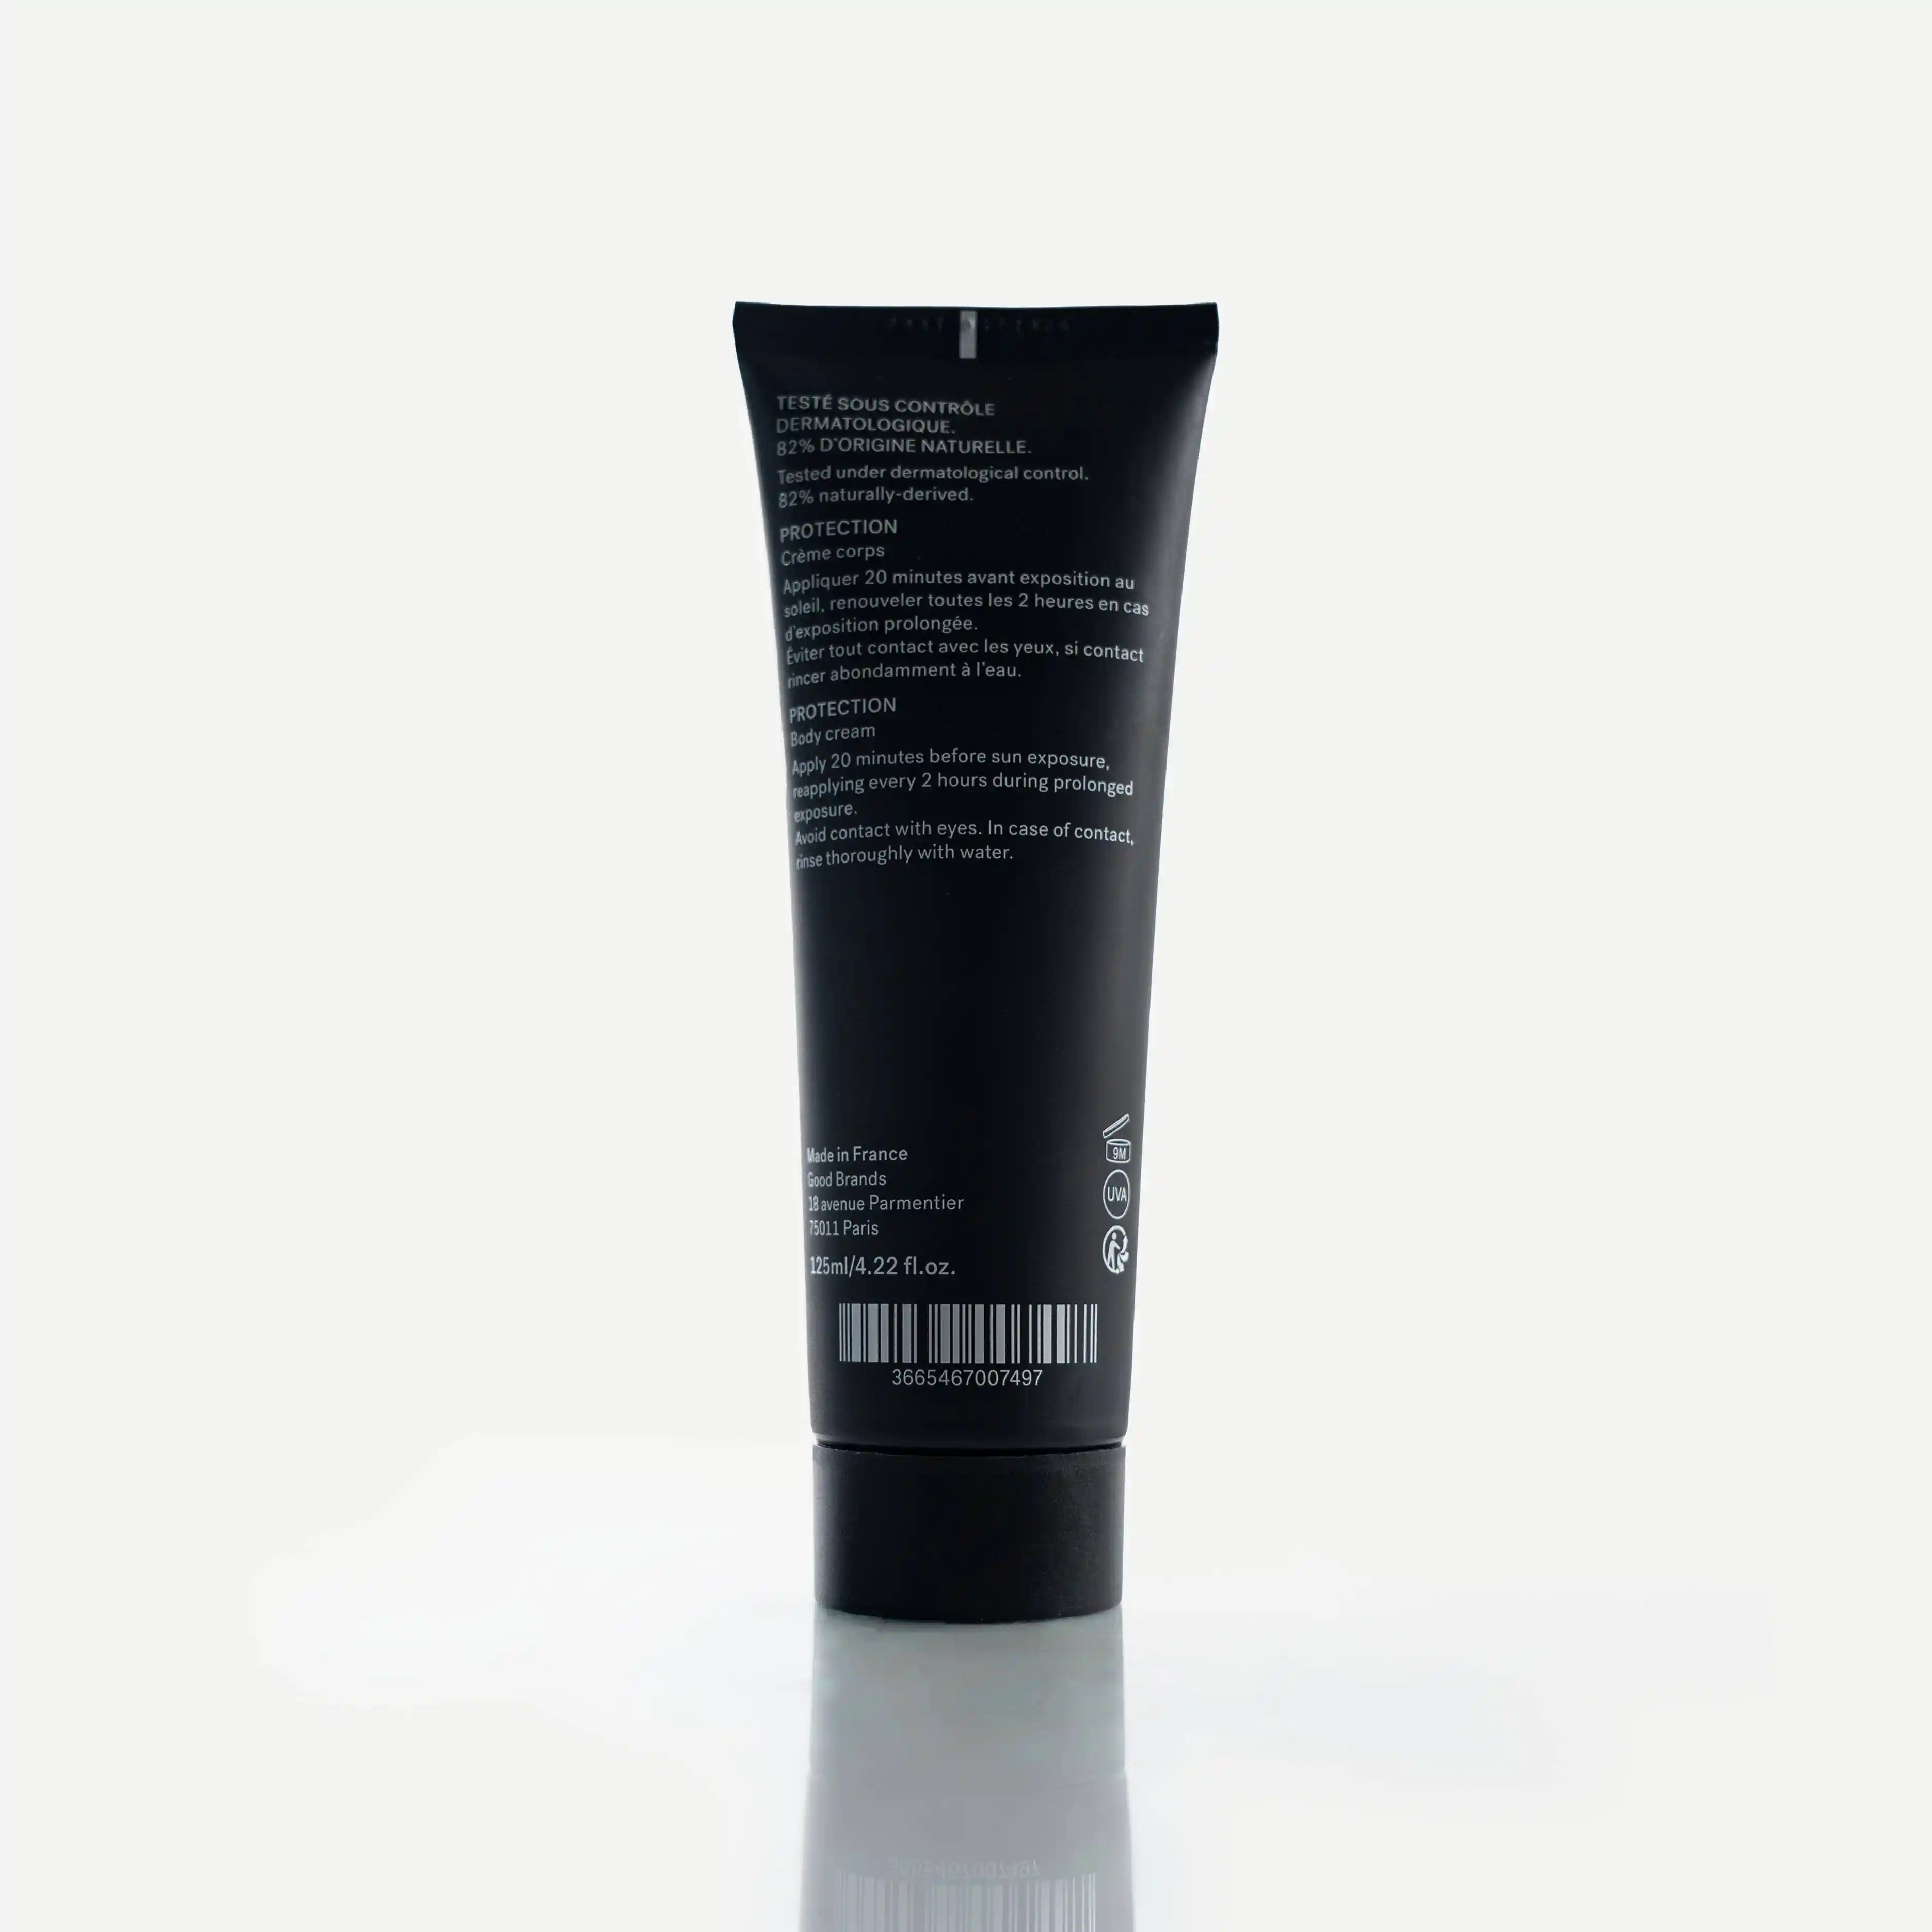 TESTÉ SOUS CONTRÔLE
DERMATOLOGIQUE.
82% D'ORIGINE NATURELLE.
Tested under dermatological control.
82% naturally-derived.
PROTECTION
Crème corps
Appliquer 20 minutes avant exposition au
soleil, renouveler toutes les 2 heures en cas
d'exposition prolongée.
Éviter tout contact avec les yeux, si contact
rincer abondamment à l'eau.
PROTECTION
Body cream
Apply 20 minutes before sun exposure,
reapplying every 2 hours during prolonged
exposure.
Avoid contact with eyes. In case of contact,
rinse thoroughly with water.
9M
UVA
Made in France
Good Brands
18 avenue Parmentier
75011 Paris
125ml/4.22 fl.oz.
3665467007497